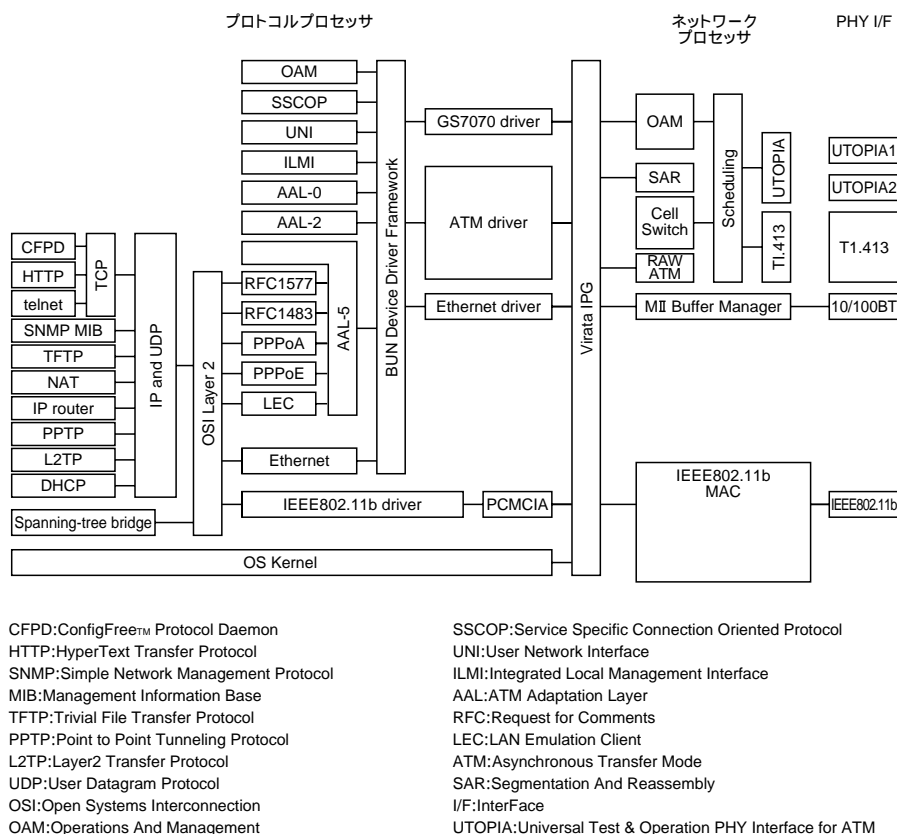 プロトコルプロセッサ
ネットワーク
プロセッサ
PHY I/F
OAM
SSCOP
UNI
ILMI
AAL-0
AAL-2
CFPD
HTTP
telnet
TCP
SNMP MIB
TFTP
NAT
IP router
PPTP
L2TP
DHCP
Spanning-tree bridge
IP and UDP
OSI Layer 2
RFC1577
RFC1483
PPPoA
PPPoE
LEC
AAL-5
Ethernet
IEEE802.11b driver
PCMCIA
OS Kernel
BUN Device Driver Framework
GS7070 driver
ATM driver
Ethernet driver
Virata IPG
OAM
SAR
Cell
Switch
RAW
ATM
Scheduling
UTOPIA
TI.413
MII Buffer Manager
IEEE802.11b
MAC
UTOPIA1
UTOPIA2
T1.413
10/100BT
IEEE802.11b
CFPD:ConfigFree™ Protocol Daemon
HTTP:HyperText Transfer Protocol
SNMP:Simple Network Management Protocol
MIB:Management Information Base
TFTP:Trivial File Transfer Protocol
PPTP:Point to Point Tunneling Protocol
L2TP:Layer2 Transfer Protocol
UDP:User Datagram Protocol
OSI:Open Systems Interconnection
OAM:Operations And Management
SSCOP:Service Specific Connection Oriented Protocol
UNI:User Network Interface
ILMI:Integrated Local Management Interface
AAL:ATM Adaptation Layer
RFC:Request for Comments
LEC:LAN Emulation Client
ATM:Asynchronous Transfer Mode
SAR:Segmentation And Reassembly
I/F:InterFace
UTOPIA:Universal Test & Operation PHY Interface for ATM